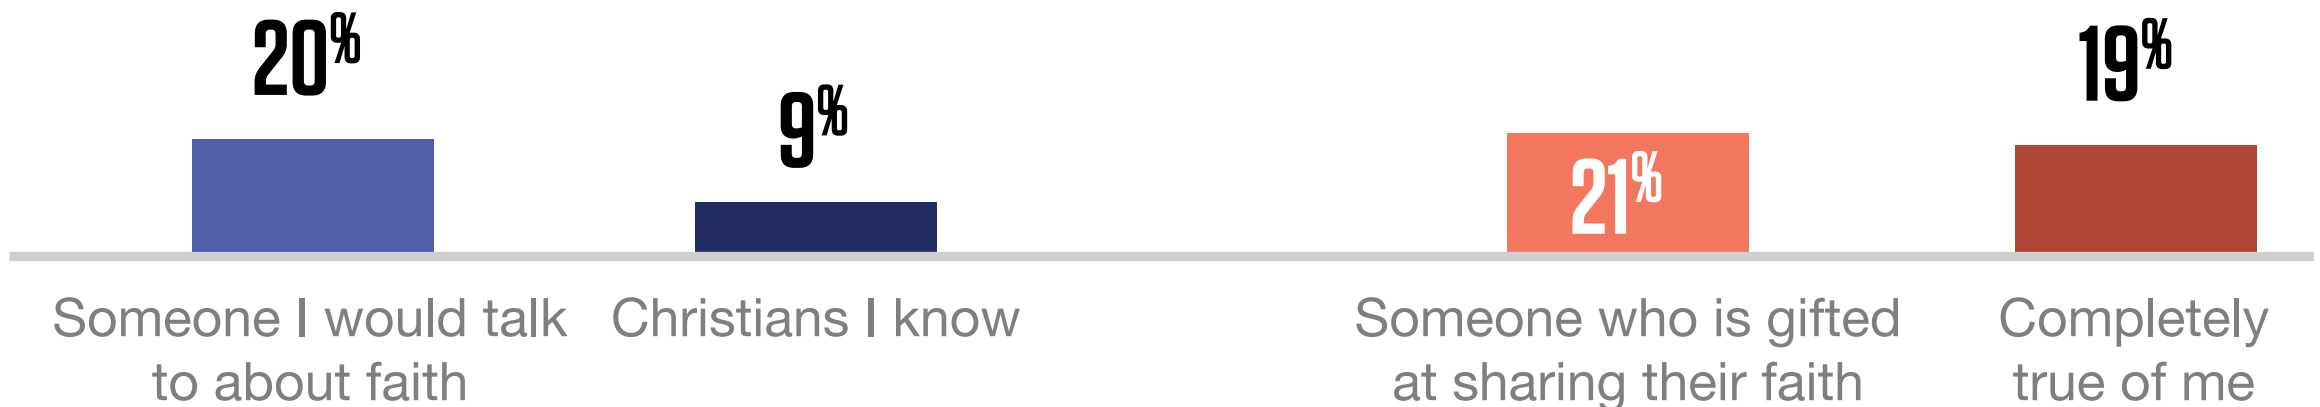 20%
9%
21%
19%
Someone I would talk
to about faith
Christians I know
Someone who is gifted
at sharing their faith
Completely
true of me